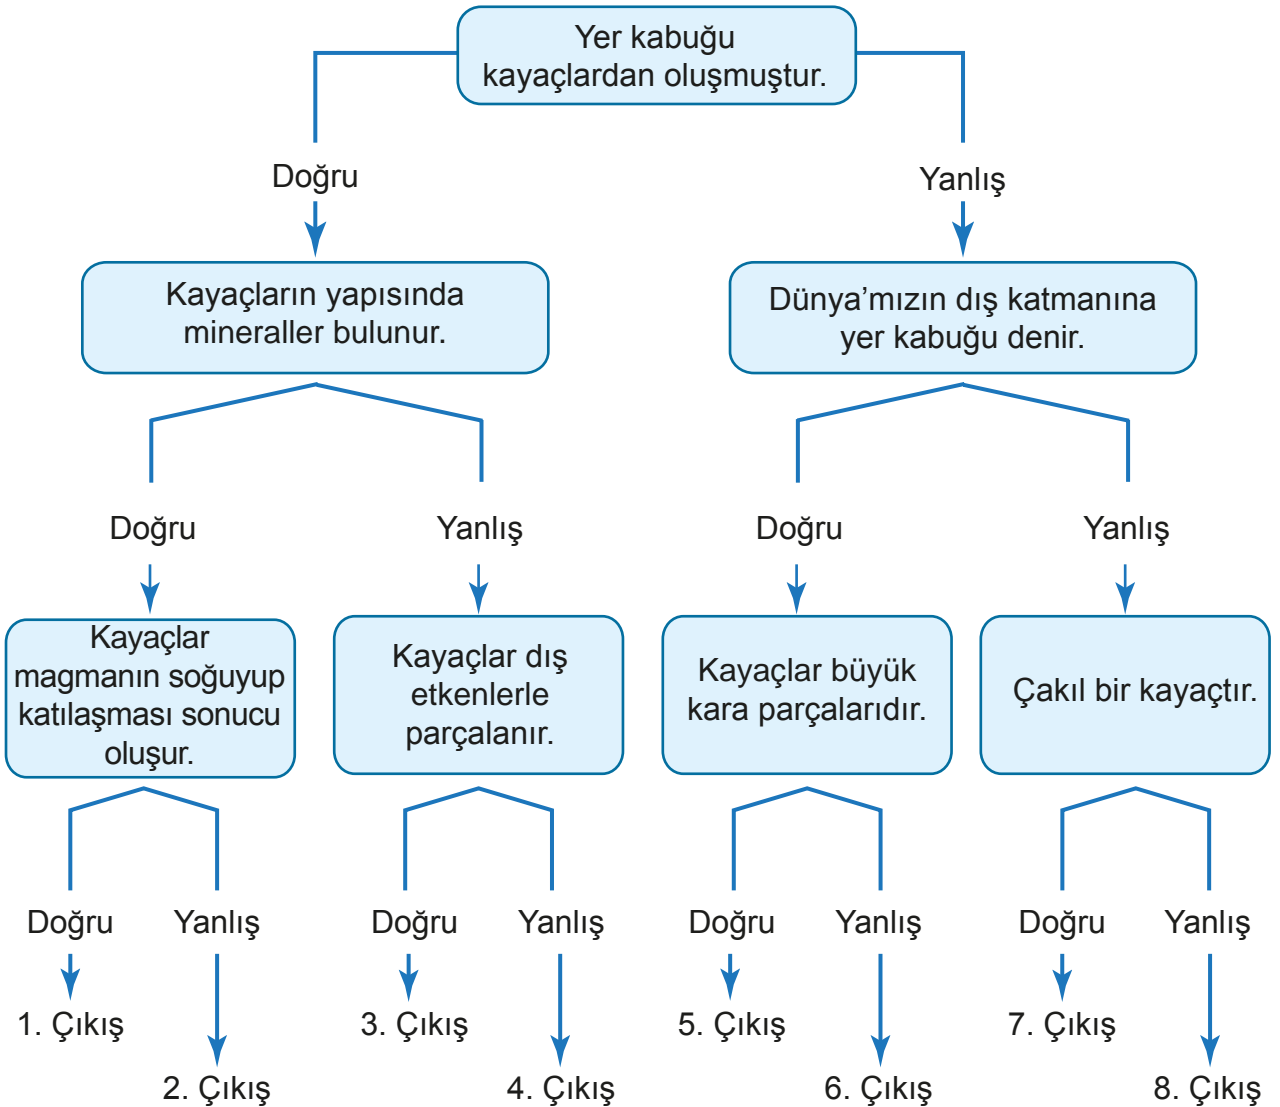 Yer kabuğu
kayaçlardan oluşmuştur.
Doğru
Yanlış
Kayaçların yapısında
mineraller bulunur.
Dünya’mızın dış katmanına
yer kabuğu denir.
Doğru
Yanlış
Doğru
Yanlış
Kayaçlar
magmanın soğuyup
katılaşması sonucu
oluşur.
Kayaçlar dış
etkenlerle
parçalanır.
Kayaçlar büyük
kara parçalarıdır.
Çakıl bir kayaçtır.
Doğru
Yanlış
Doğru
Yanlış
Doğru
Yanlış
Doğru
Yanlış
1. Çıkış
2. Çıkış
3. Çıkış
4. Çıkış
5. Çıkış
6. Çıkış
7. Çıkış
8. Çıkış